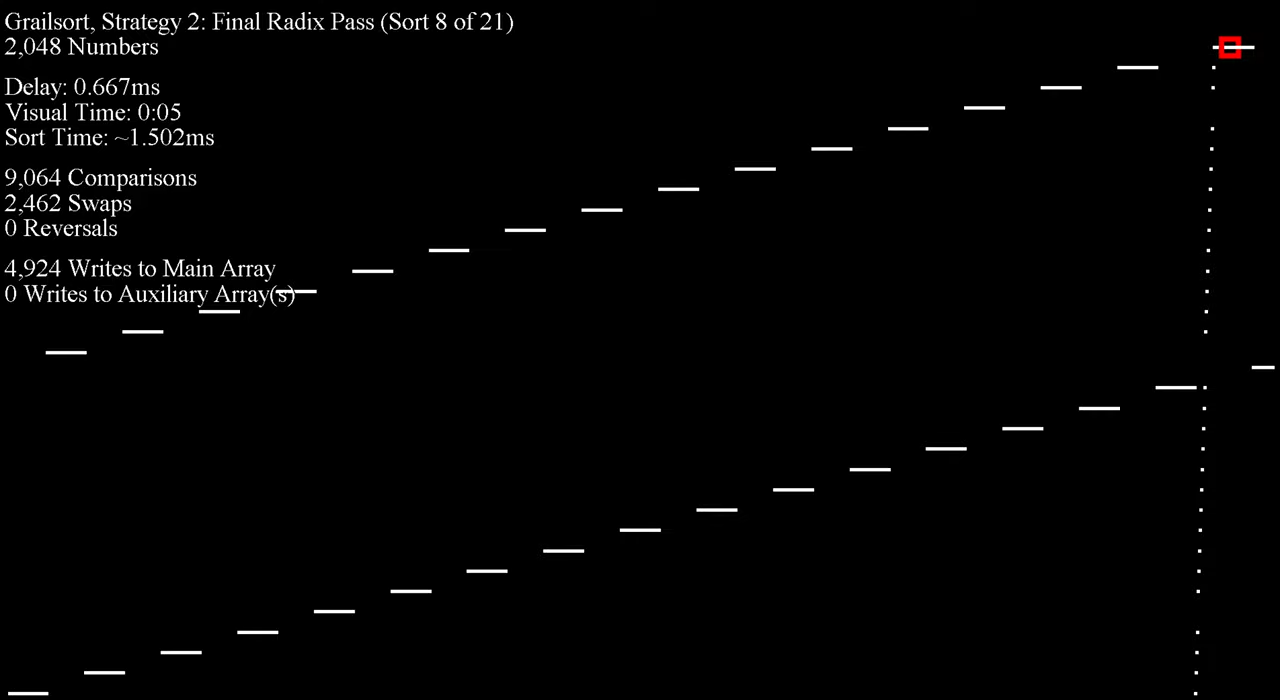 Grailsort, Strategy 2: Final Radix Pass (Sort 8 of 21)
2,048 Numbers
Delay: 0.667ms
Visual Time: 0:05
Sort Time: ~1.502ms
9,064 Comparisons
2,462 Swaps
0 Reversals
4,924 Writes to Main Array
0 Writes to Auxiliary Array(s)